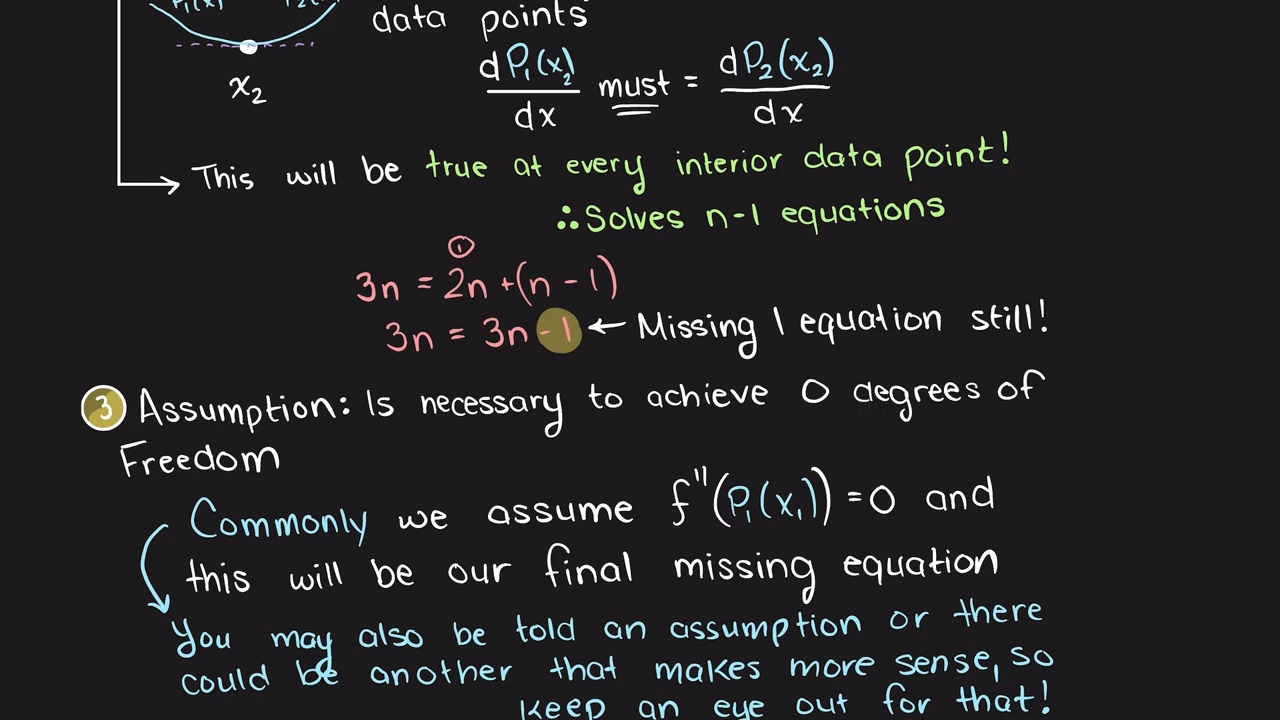 P₁(x) P₂(x)
data points
x₂
dP₁(x₂)/dx must = dP₂(x₂)/dx
This will be true at every interior data point!
∴ Solves n-1 equations
①
3n = 2n + (n - 1)
3n = 3n - 1 ← Missing 1 equation still!
3 Assumption: Is necessary to achieve 0 degrees of
Freedom
Commonly we assume f"(P₁(x₁)) = 0 and
this will be our final missing equation
You may also be told an assumption or there
could be another that makes more sense, so
keep an eye out for that!